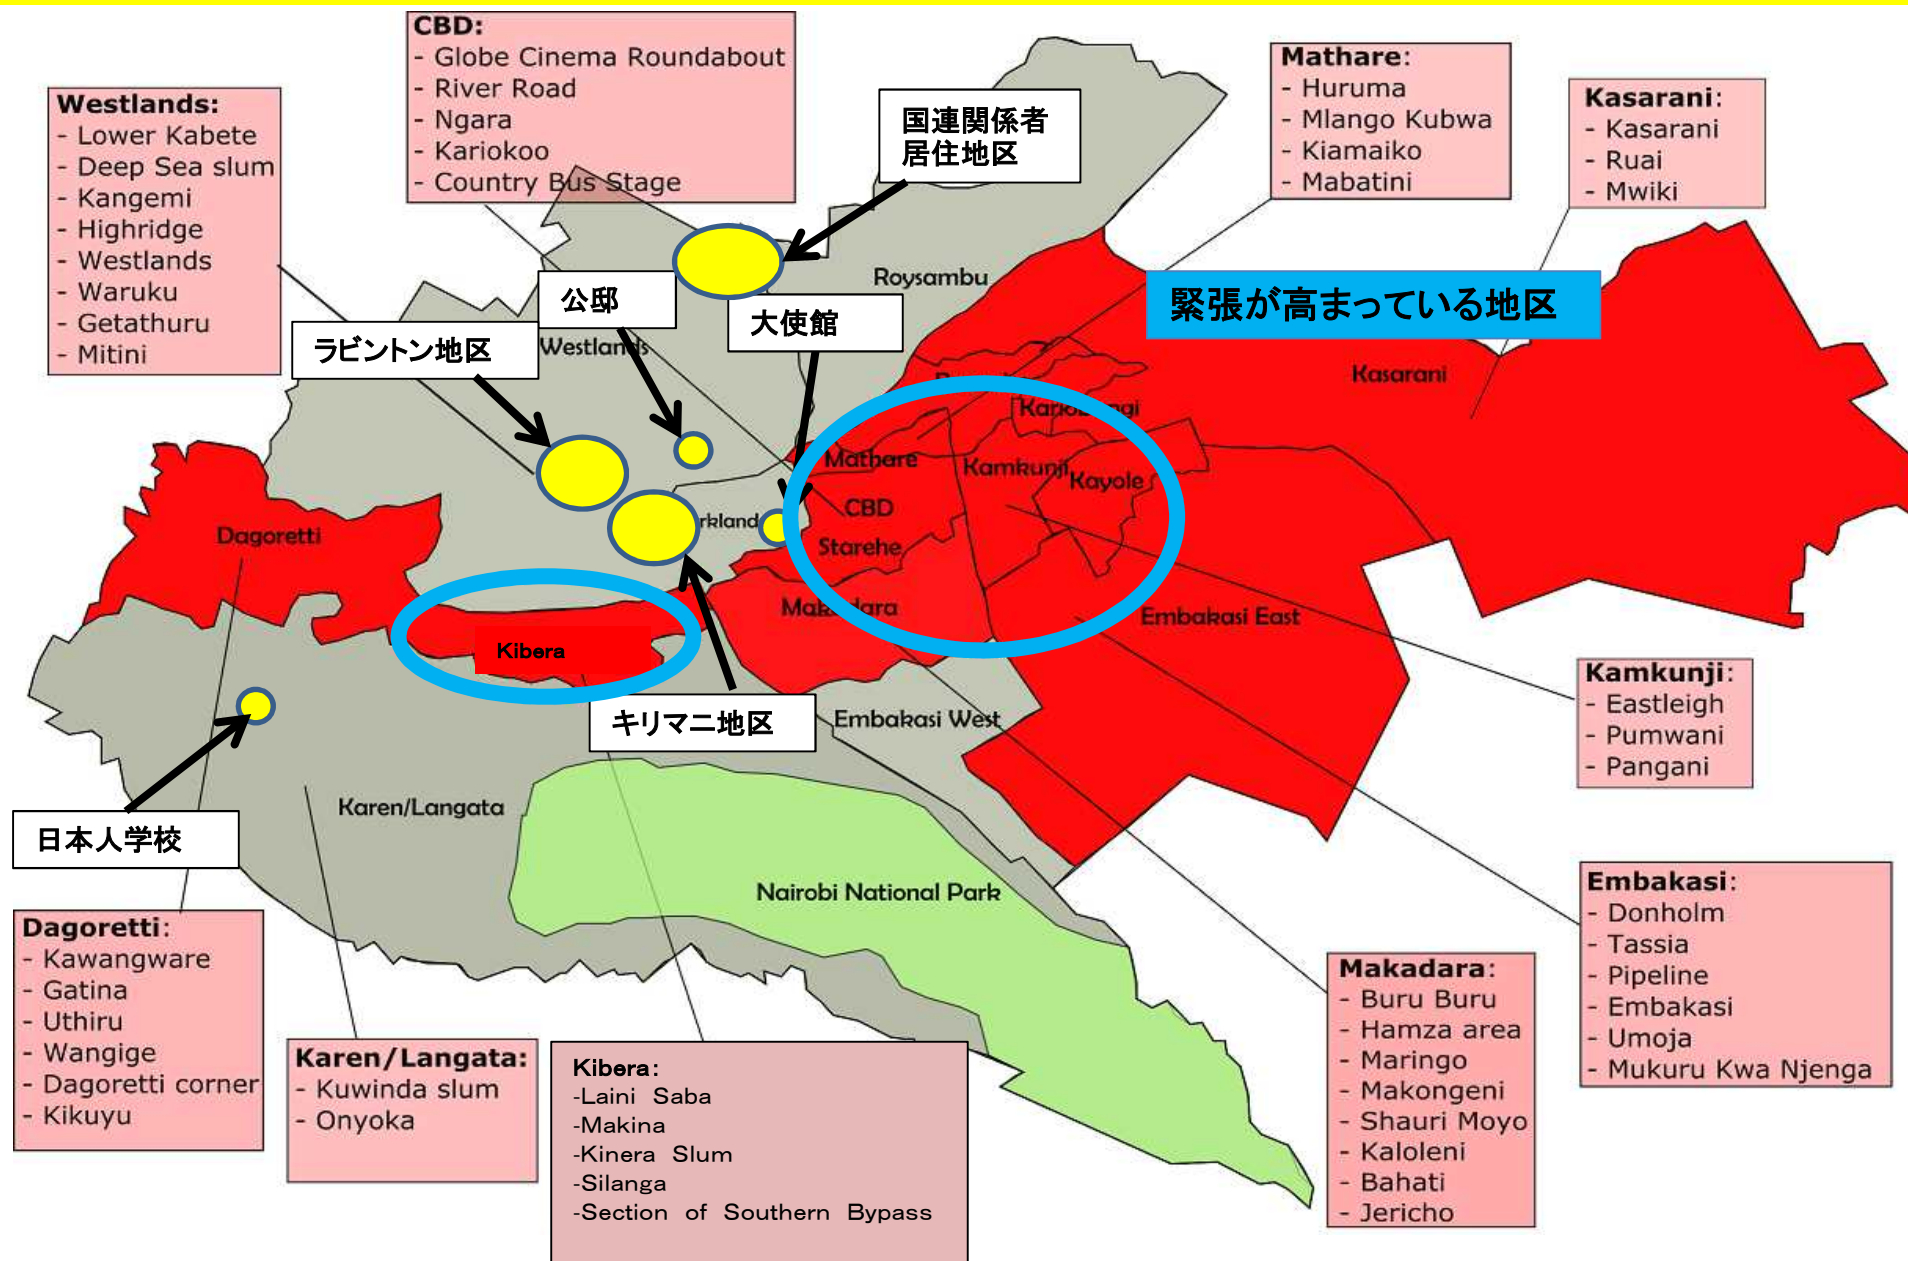 CBD:
- Globe Cinema Roundabout
- River Road
- Ngara
- Kariokoo
- Country Bus Stage
Westlands:
- Lower Kabete
- Deep Sea slum
- Kangemi
- Highridge
- Westlands
- Waruku
- Getathuru
- Mitini
国連関係者
居住地区
Mathare:
- Huruma
- Mlango Kubwa
- Kiamaiko
- Mabatini
Kasarani:
- Kasarani
- Ruai
- Mwiki
Roysambu
緊張が高まっている地区
公邸
大使館
ラビントン地区
Westlands
Kasarani
Mathare
Kamkunji
Kayole
CBD
rkland
Starehe
Dagoretti
Makadara
Embakasi East
Kibera
キリマニ地区
Embakasi West
Kamkunji:
- Eastleigh
- Pumwani
- Pangani
Karen/Langata
日本人学校
Nairobi National Park
Embakasi:
- Donholm
- Tassia
- Pipeline
- Embakasi
- Umoja
- Mukuru Kwa Njenga
Dagoretti:
- Kawangware
- Gatina
- Uthiru
- Wangige
- Dagoretti corner
- Kikuyu
Karen/Langata:
- Kuwinda slum
- Onyoka
Kibera:
-Laini Saba
-Makina
-Kinera Slum
-Silanga
-Section of Southern Bypass
Makadara:
- Buru Buru
- Hamza area
- Maringo
- Makongeni
- Shauri Moyo
- Kaloleni
- Bahati
- Jericho